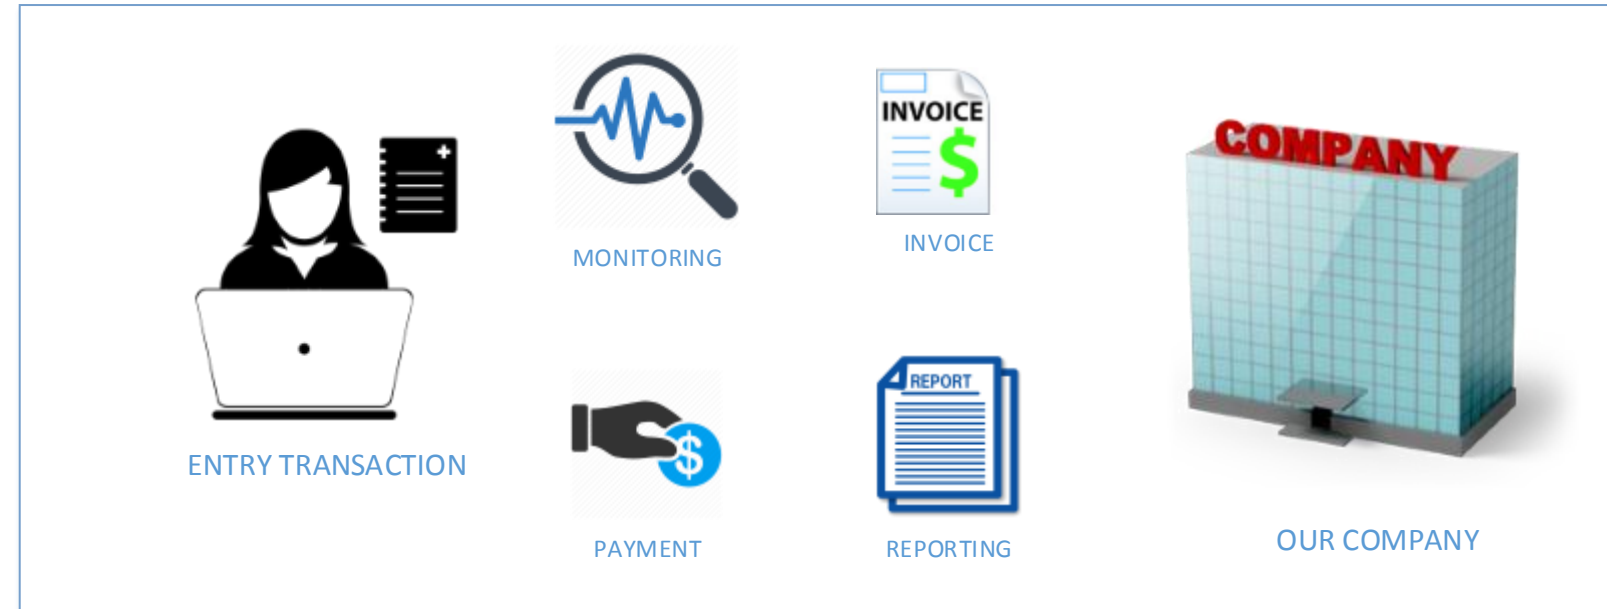 INVOICE
$
COMPANY
MONITORING
INVOICE
ENTRY TRANSACTION
$
REPORT
PAYMENT
REPORTING
OUR COMPANY